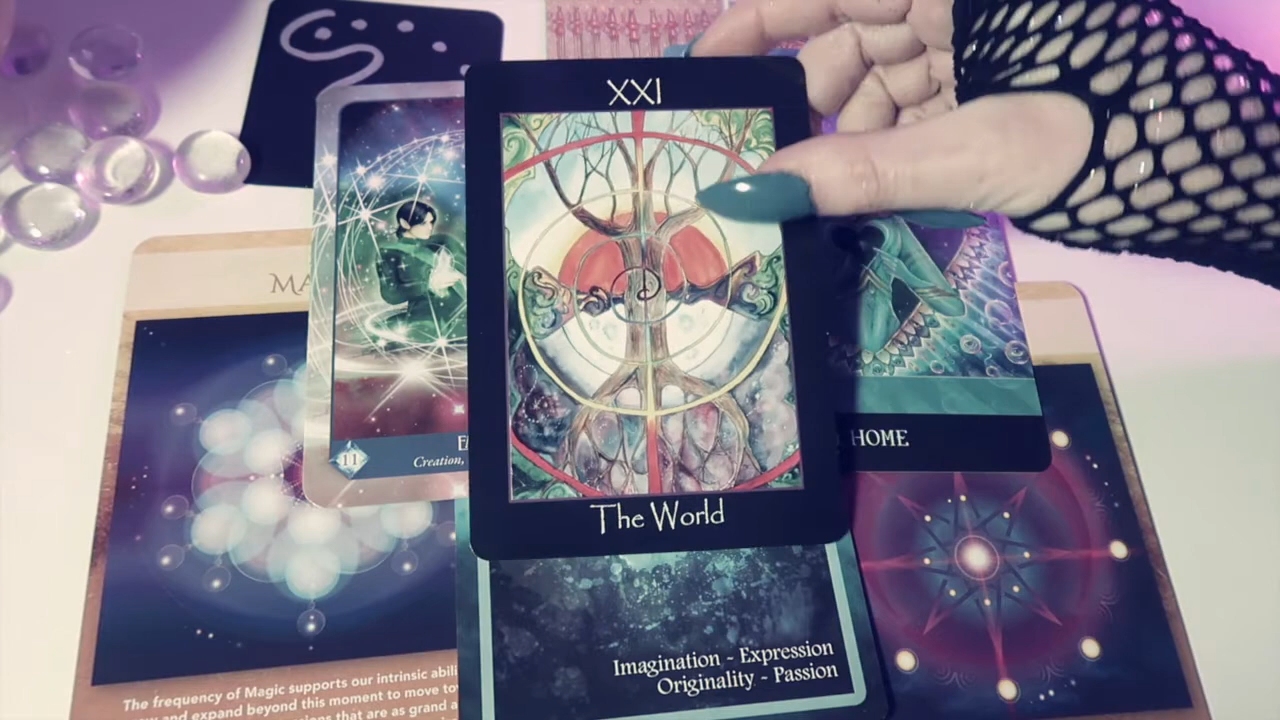 XXI
MA
11
Creation,
HOME
The World
Imagination - Expression
Originality - Passion
The frequency of Magic supports our intrinsic abili
and expand beyond this moment to move to
that are as grand a